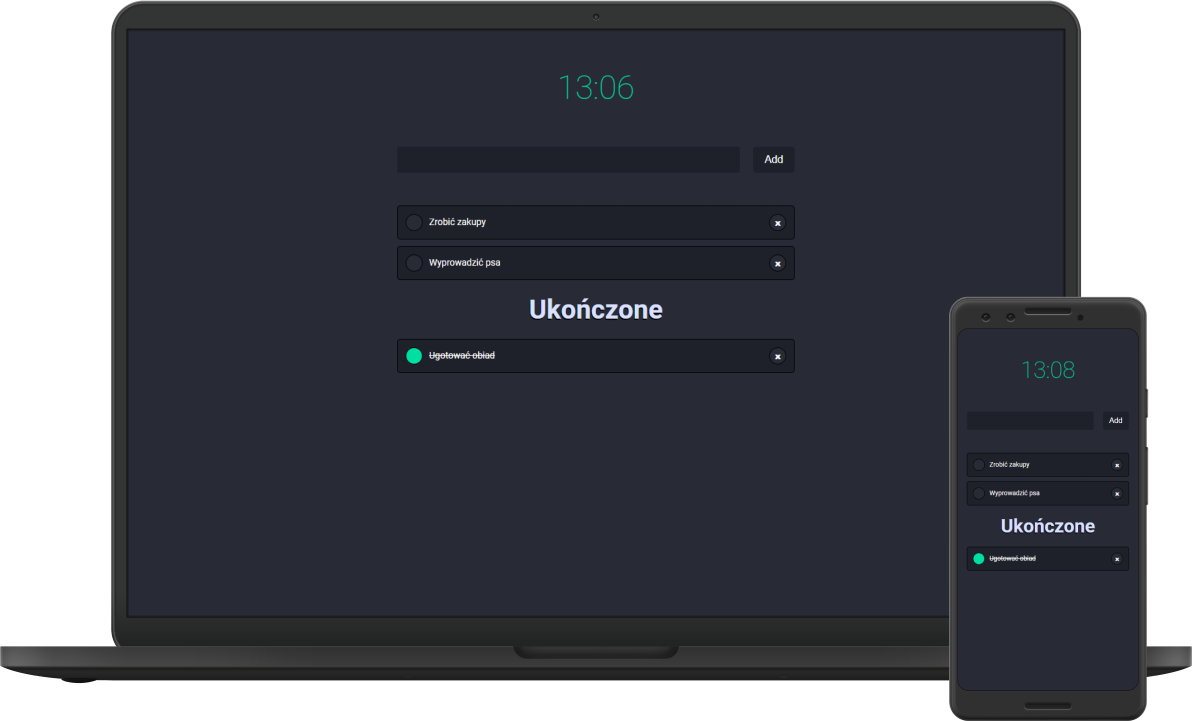 13:06
Add
Zrobić zakupy
×
Wyprowadzić psa
×
Ukończone
Ugotować obiad
×
13:08
Add
Zrobić zakupy
×
Wyprowadzić psa
×
Ukończone
Ugotować obiad
×